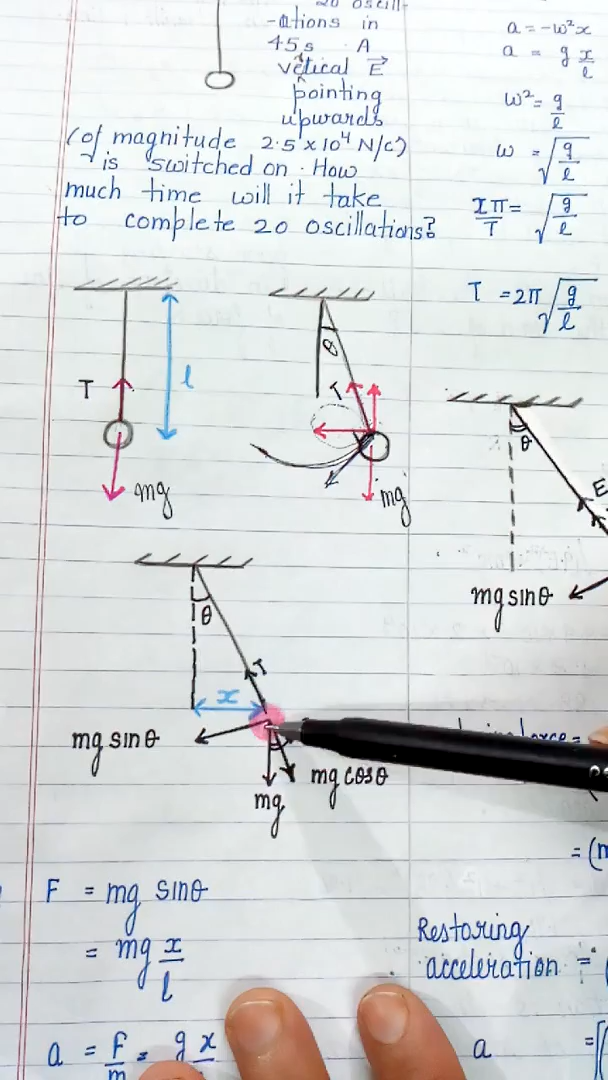 20 oscill-
-ations in
45s . A
vetical E
pointing
upwards
(of magnitude 2.5 x 10⁴ N/c)
is switched on. How
much time will it take
to complete 20 oscillations?
a = -ω²x
a = g x/l
ω² = g/l
ω = √(g/l)
2π/T = √(g/l)
T = 2π √(g/l)
T
l
mg
θ
T
mg
θ
E
mg sinθ
θ
T
x
mg sinθ
mg cosθ
mg
= (m
F = mg sinθ
= mg x/l
a = F/m = g x
Restoring
acceleration =
a =